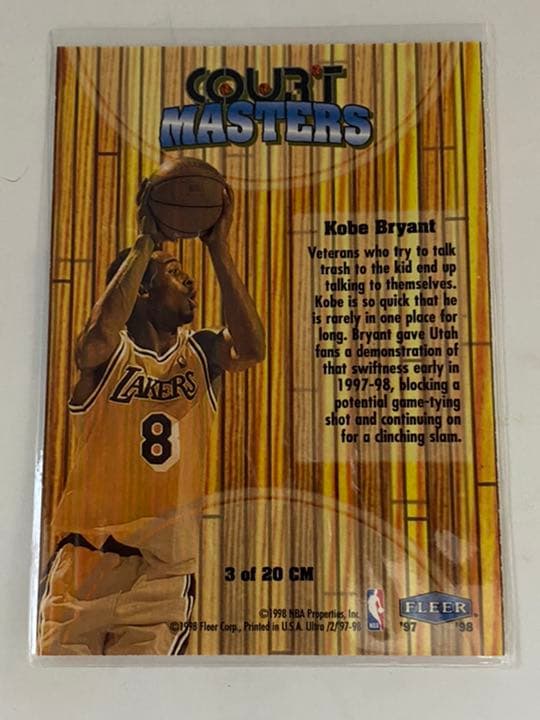 COURT
MASTERS
Kobe Bryant
Veterans who try to talk
trash to the kid end up
talking to themselves.
Kobe is so quick that he
is rarely in one place for
long. Bryant gave Utah
fans a demonstration of
that swiftness early in
1997-98, blocking a
potential game-tying
shot and continuing on
for a clinching slam.
LAKERS
8
3 of 20 CM
©1998 NBA Properties, Inc.
©1998 Fleer Corp., Printed in U.S.A. Ultra /2/'97-98
NBA
FLEER
'97 '98